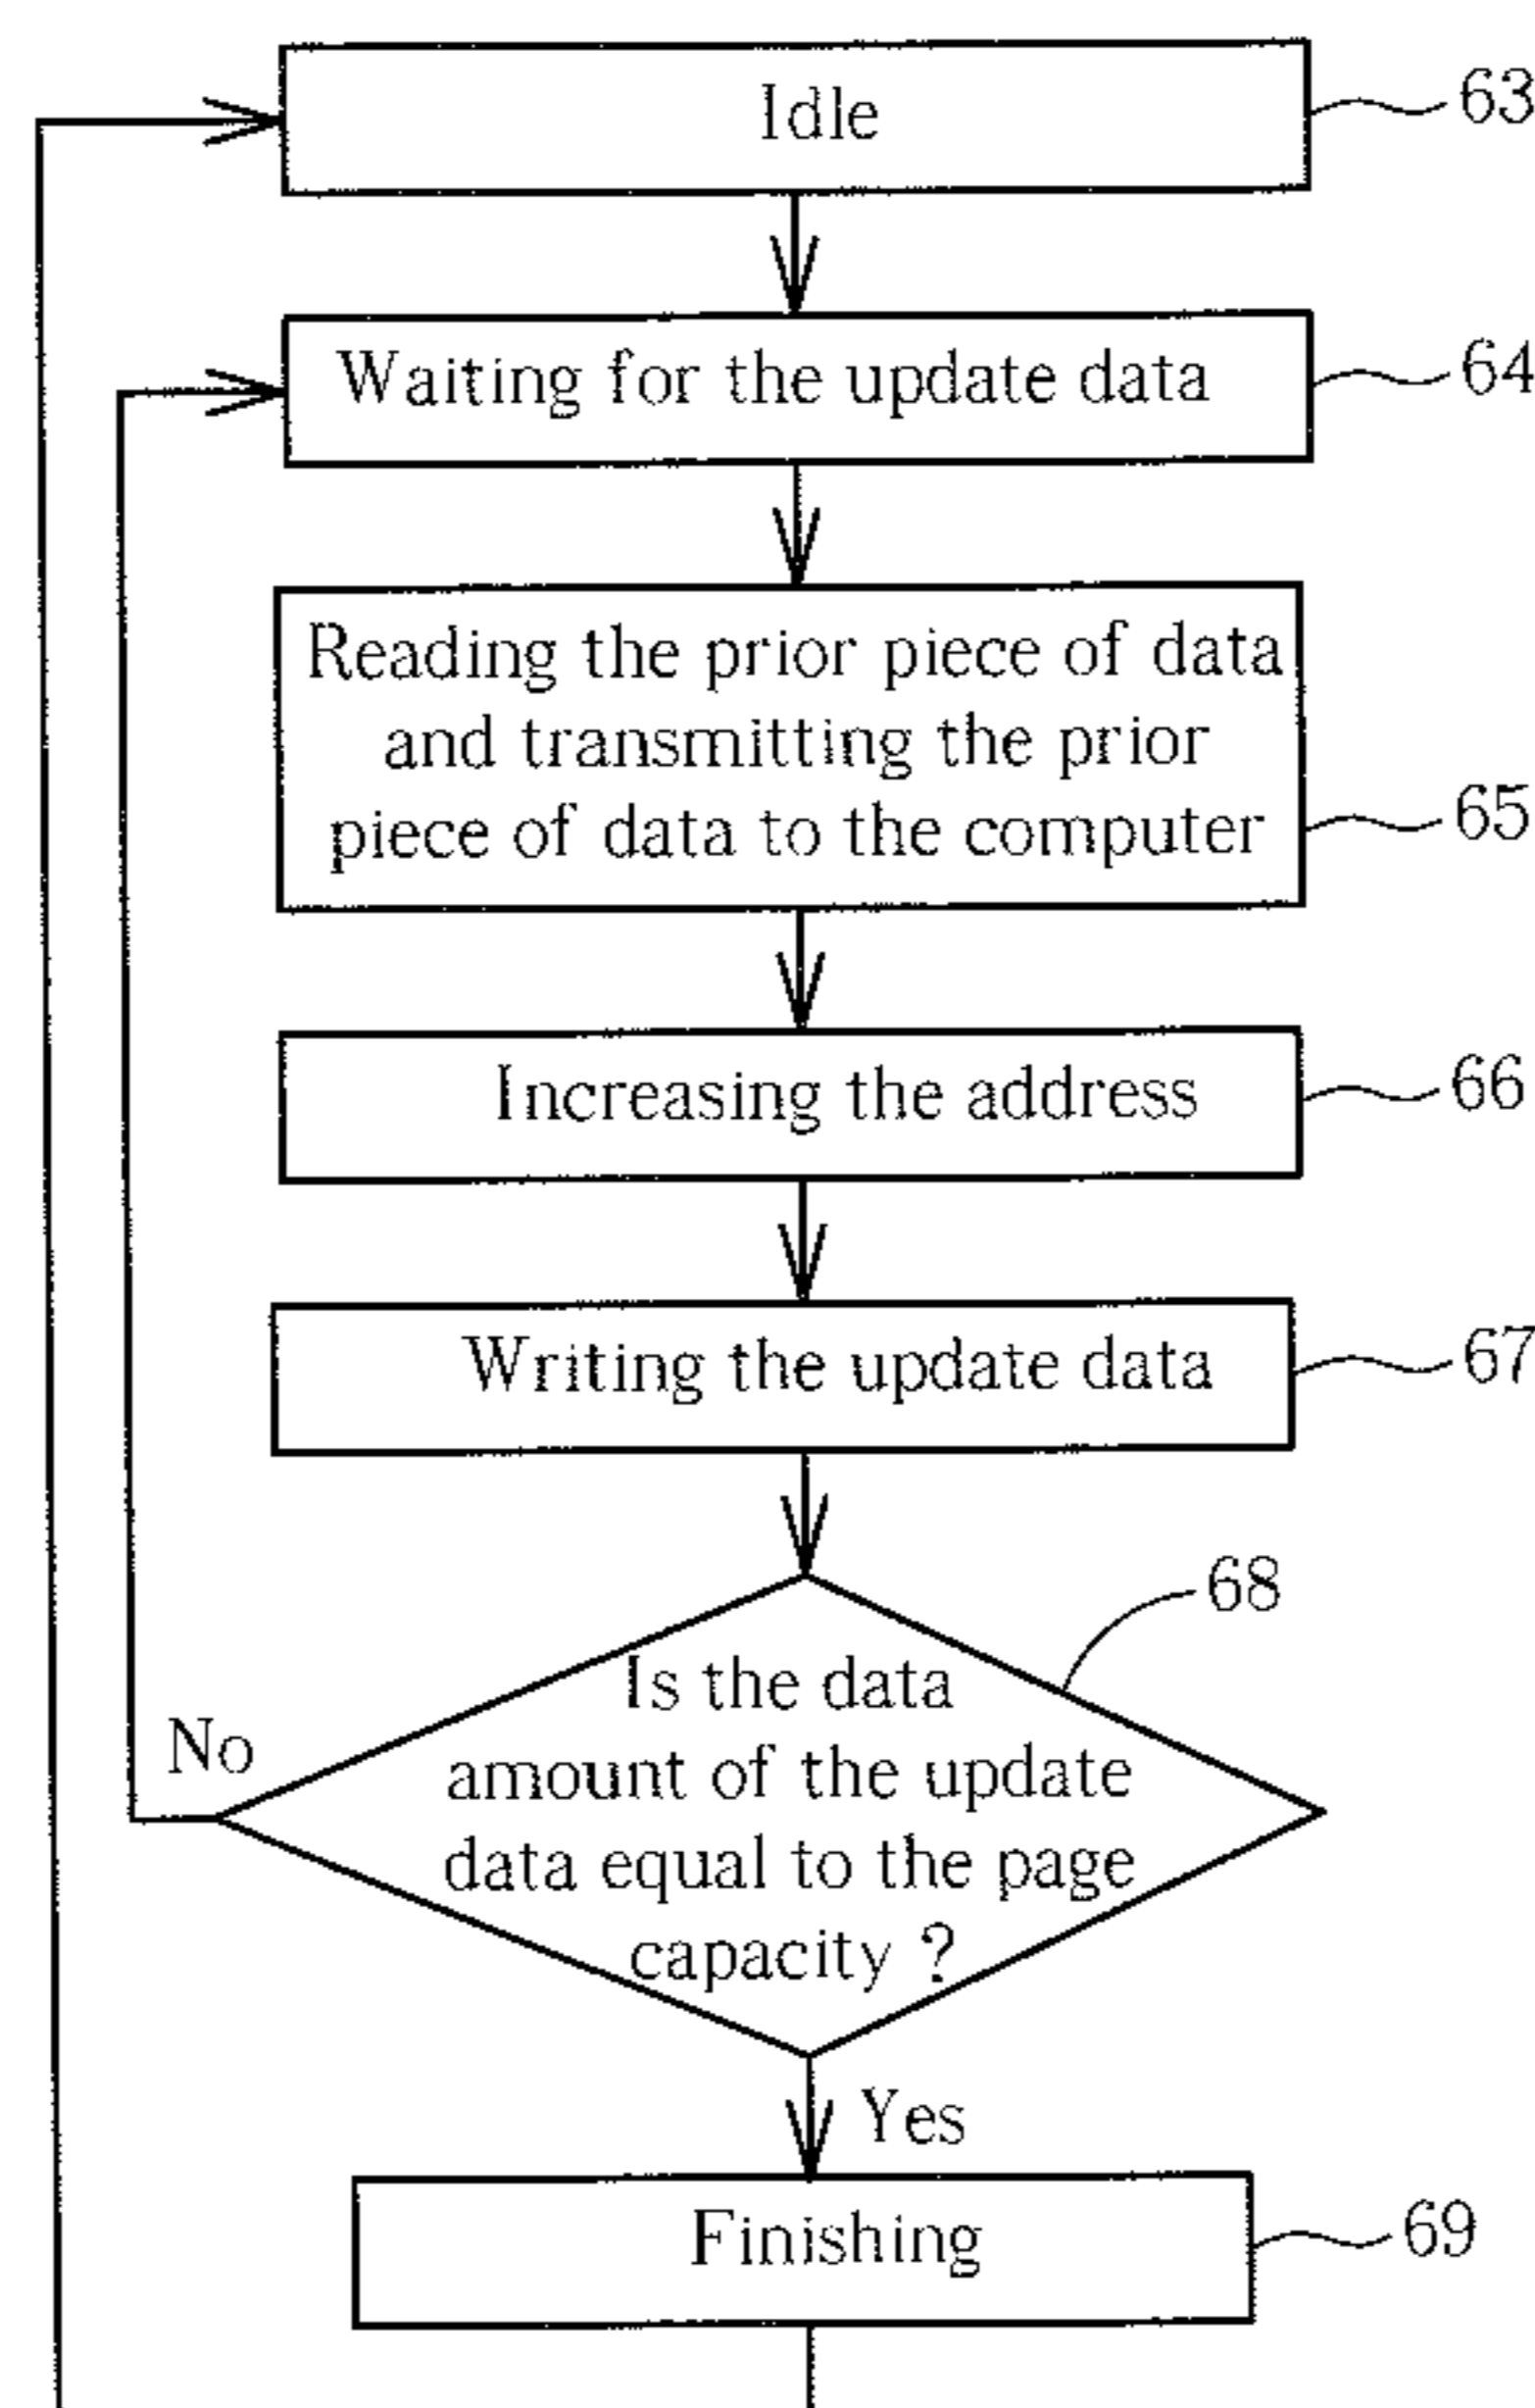 Idle
63
Waiting for the update data
64
Reading the prior piece of data
and transmitting the prior
piece of data to the computer
65
Increasing the address
66
Writing the update data
67
68
Is the data
amount of the update
data equal to the page
capacity ?
No
Yes
Finishing
69